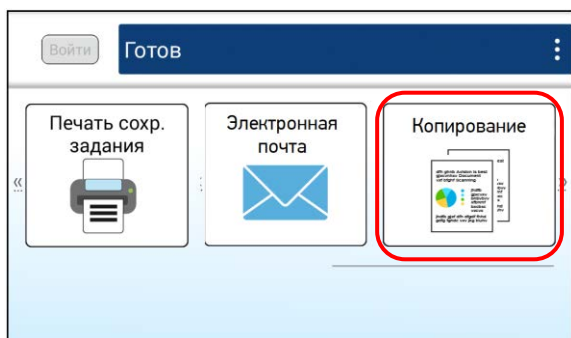 Войти
Готов
Печать сохр.
задания
Электронная
почта
Копирование